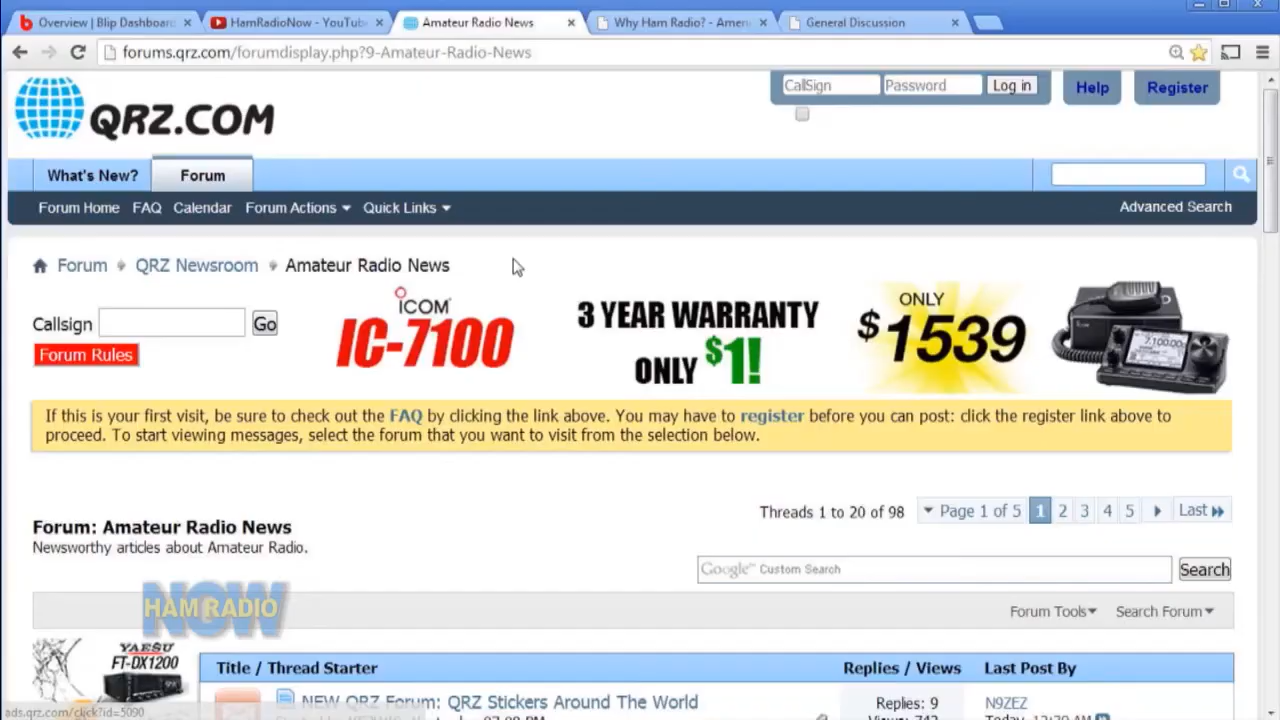 Overview | Blip Dashboard
HamRadioNow - YouTube
Amateur Radio News
Why Ham Radio? - Ameri
General Discussion
forums.qrz.com/forumdisplay.php?9-Amateur-Radio-News
QRZ.COM
CallSign
Password
Log in
Help
Register
What's New?
Forum
Forum Home
FAQ
Calendar
Forum Actions
Quick Links
Advanced Search
Forum
QRZ Newsroom
Amateur Radio News
Callsign
Go
Forum Rules
ICOM
IC-7100
3 YEAR WARRANTY
ONLY $1!
ONLY
$1539
If this is your first visit, be sure to check out the FAQ by clicking the link above. You may have to register before you can post: click the register link above to
proceed. To start viewing messages, select the forum that you want to visit from the selection below.
Threads 1 to 20 of 98
Page 1 of 5
1 2 3 4 5
Last
Forum: Amateur Radio News
Newsworthy articles about Amateur Radio.
Google Custom Search
Search
HAM RADIO
NOW
Forum Tools
Search Forum
YAESU
FT-DX1200
Title / Thread Starter
Replies / Views
Last Post By
NEW QRZ Forum: QRZ Stickers Around The World
Replies: 9
N9ZEZ
ads.qrz.com/click?id=5090